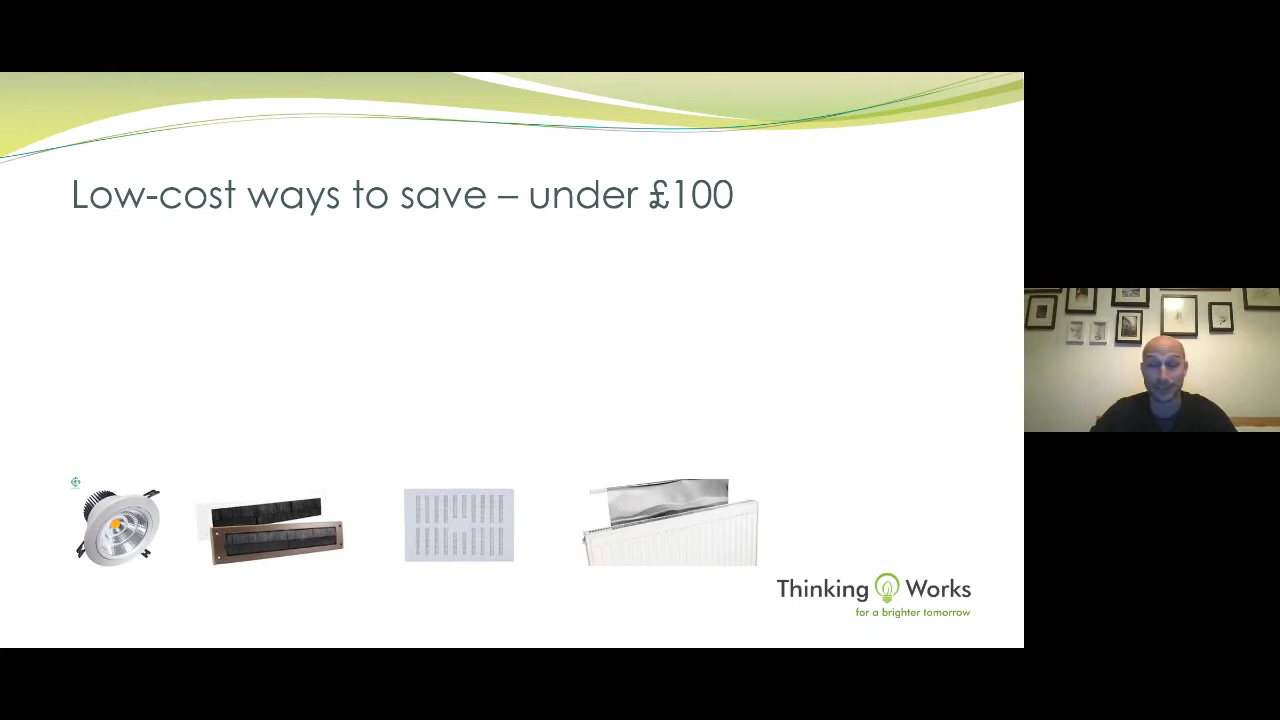 Low-cost ways to save – under £100
Thinking Works
for a brighter tomorrow